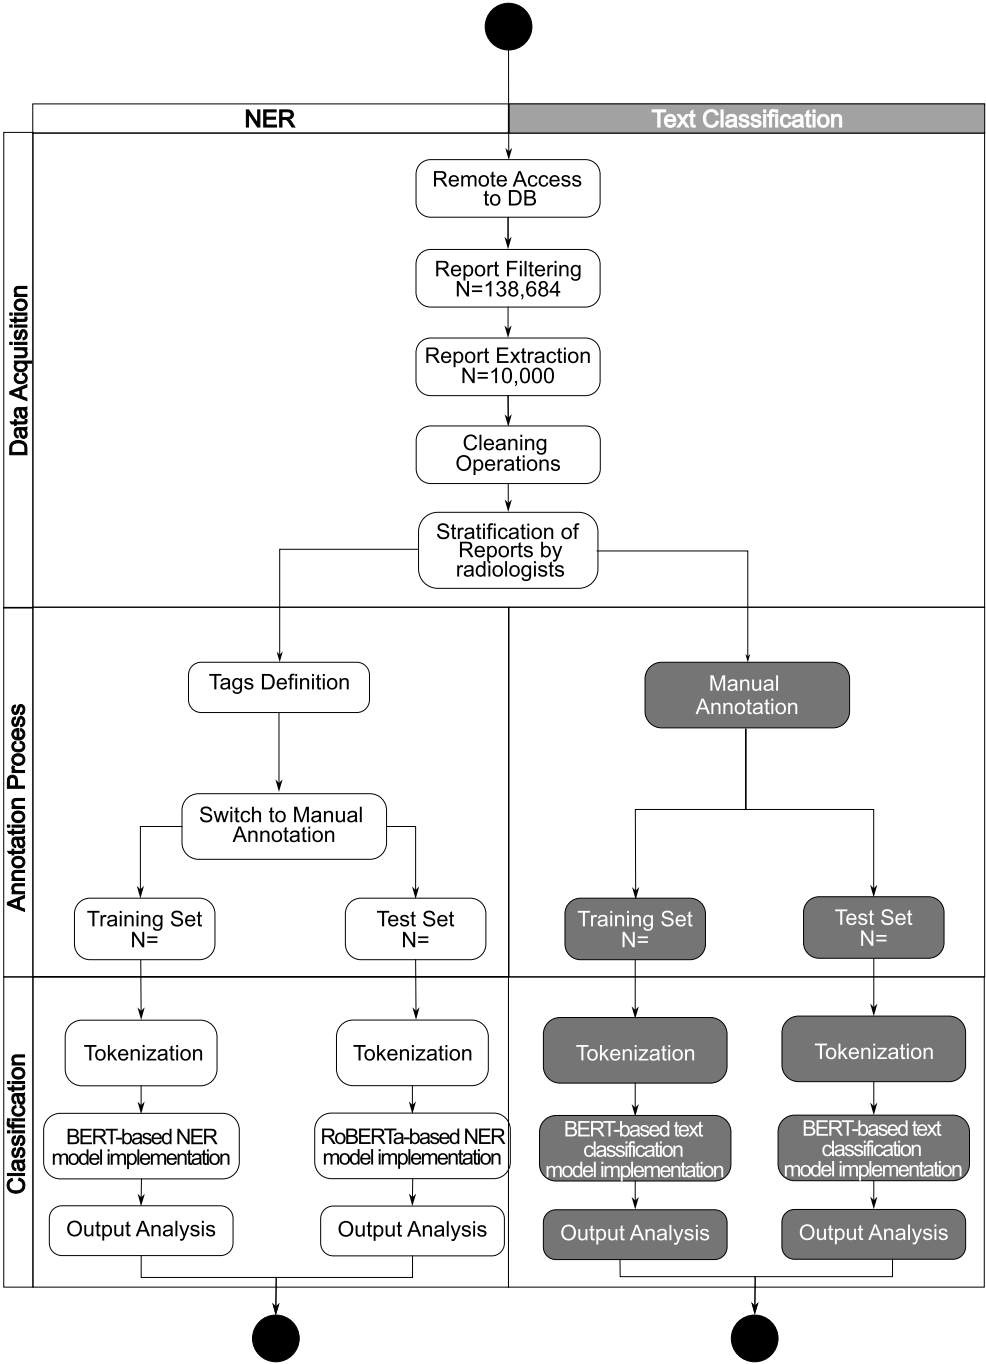 NER
Text Classification
Data Acquisition
Remote Access
to DB
Report Filtering
N=138,684
Report Extraction
N=10,000
Cleaning
Operations
Stratification of
Reports by
radiologists
Annotation Process
Tags Definition
Switch to Manual
Annotation
Training Set
N=
Test Set
N=
Manual
Annotation
Training Set
N=
Test Set
N=
Classification
Tokenization
BERT-based NER
model implementation
Output Analysis
Tokenization
RoBERTa-based NER
model implementation
Output Analysis
Tokenization
BERT-based text
classification
model implementation
Output Analysis
Tokenization
BERT-based text
classification
model implementation
Output Analysis